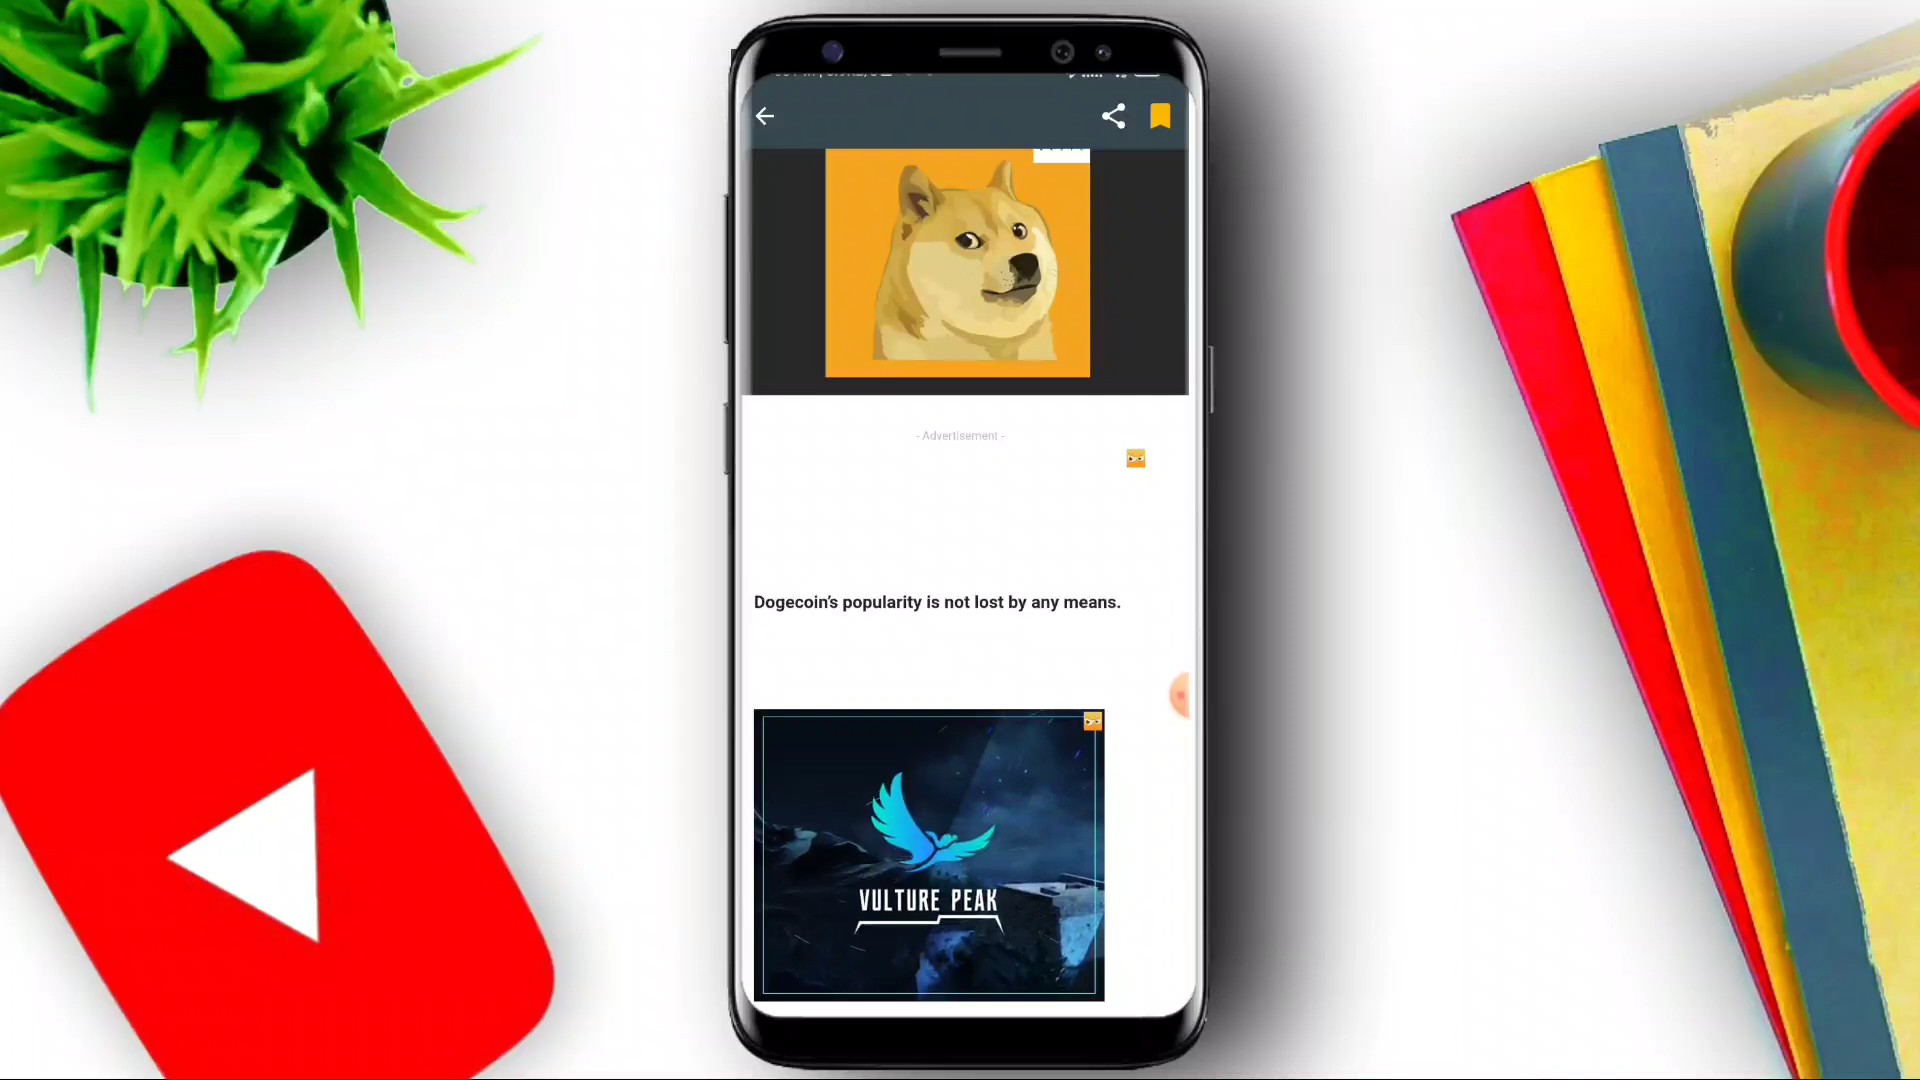 - Advertisement -
Dogecoin’s popularity is not lost by any means.
VULTURE PEAK